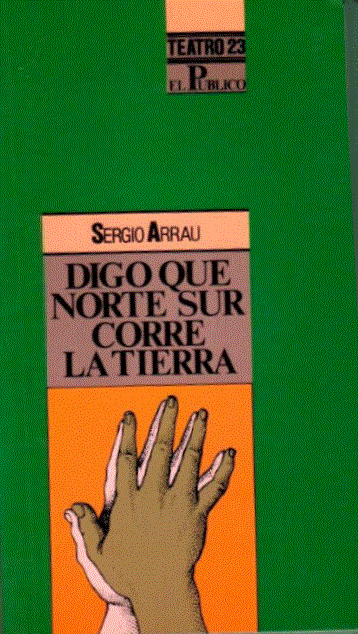 TEATRO 23
EL PÚBLICO
SERGIO ARRAU
DIGO QUE
NORTE SUR
CORRE
LA TIERRA